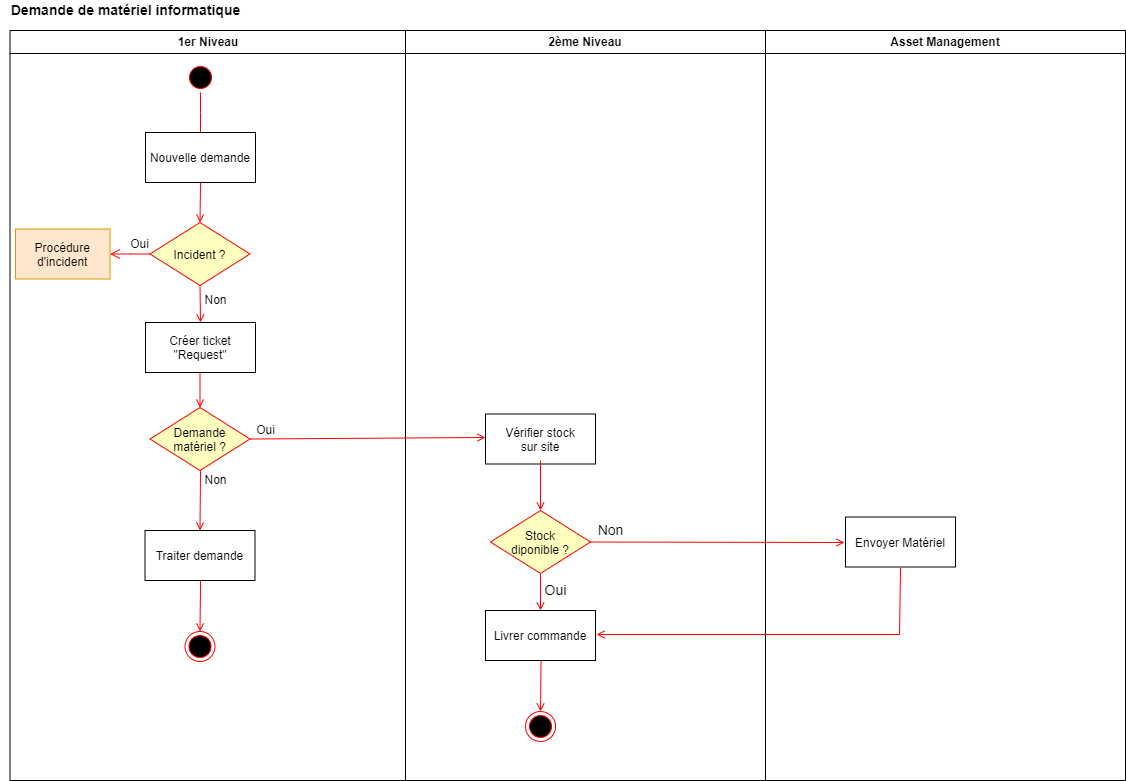 Demande de matériel informatique
1er Niveau
2ème Niveau
Asset Management
Nouvelle demande
Incident ?
Oui
Procédure
d'incident
Non
Créer ticket
"Request"
Demande
matériel ?
Oui
Non
Traiter demande
Vérifier stock
sur site
Stock
diponible ?
Non
Envoyer Matériel
Oui
Livrer commande